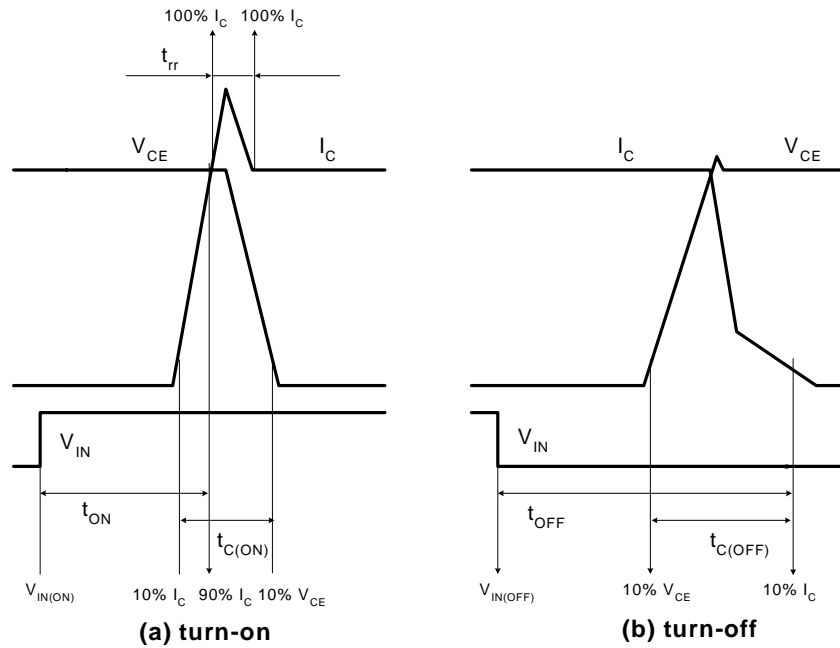 100% I_C 100% I_C
t_rr
V_CE I_C I_C V_CE
V_IN V_IN
t_ON t_OFF
t_C(ON) t_C(OFF)
V_IN(ON) 10% I_C 90% I_C 10% V_CE V_IN(OFF) 10% V_CE 10% I_C
(a) turn-on (b) turn-off